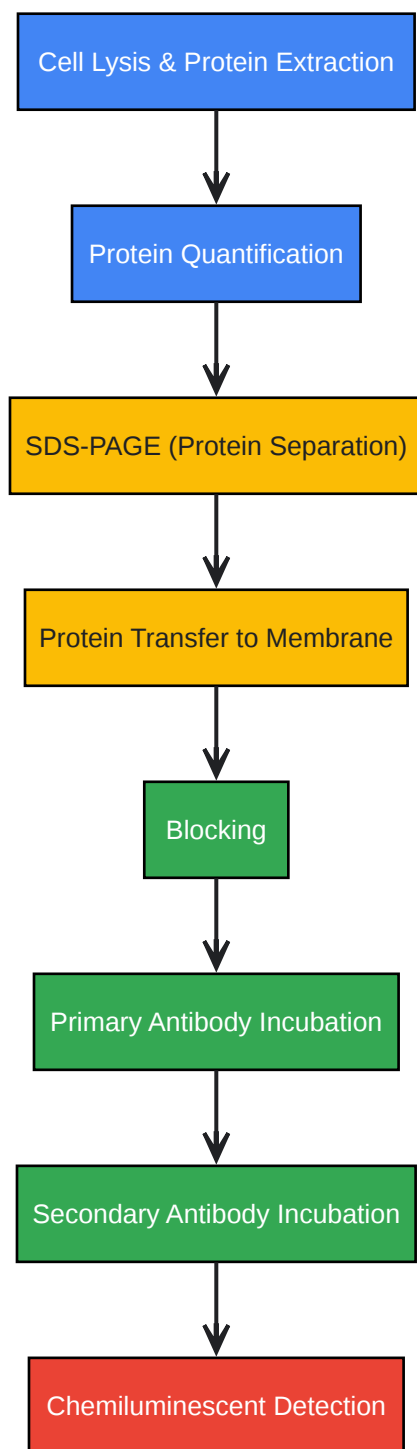 Cell Lysis & Protein Extraction
Protein Quantification
SDS-PAGE (Protein Separation)
Protein Transfer to Membrane
Blocking
Primary Antibody Incubation
Secondary Antibody Incubation
Chemiluminescent Detection